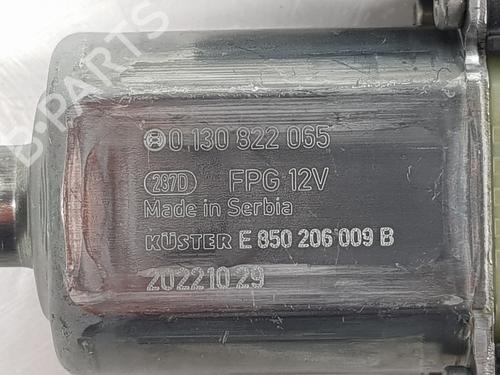 B-PARTS
0 130 822 065
287D FPG 12V
Made in Serbia
KÜSTER E 850 206 009 B
20221029